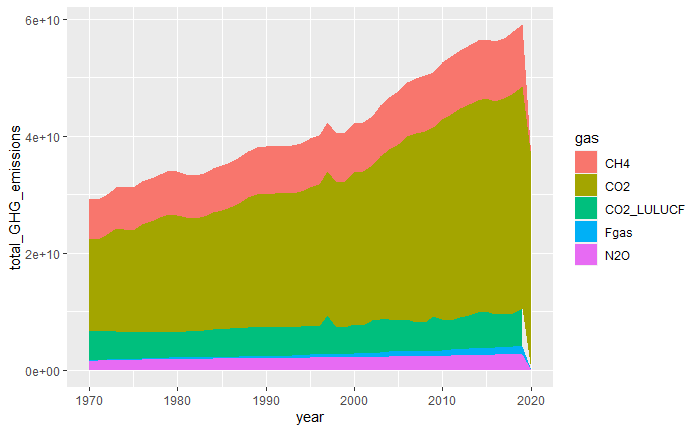 6e+10
4e+10
2e+10
0e+00
total_GHG_emissions
1970
1980
1990
2000
2010
2020
year
gas
CH4
CO2
CO2_LULUCF
Fgas
N2O